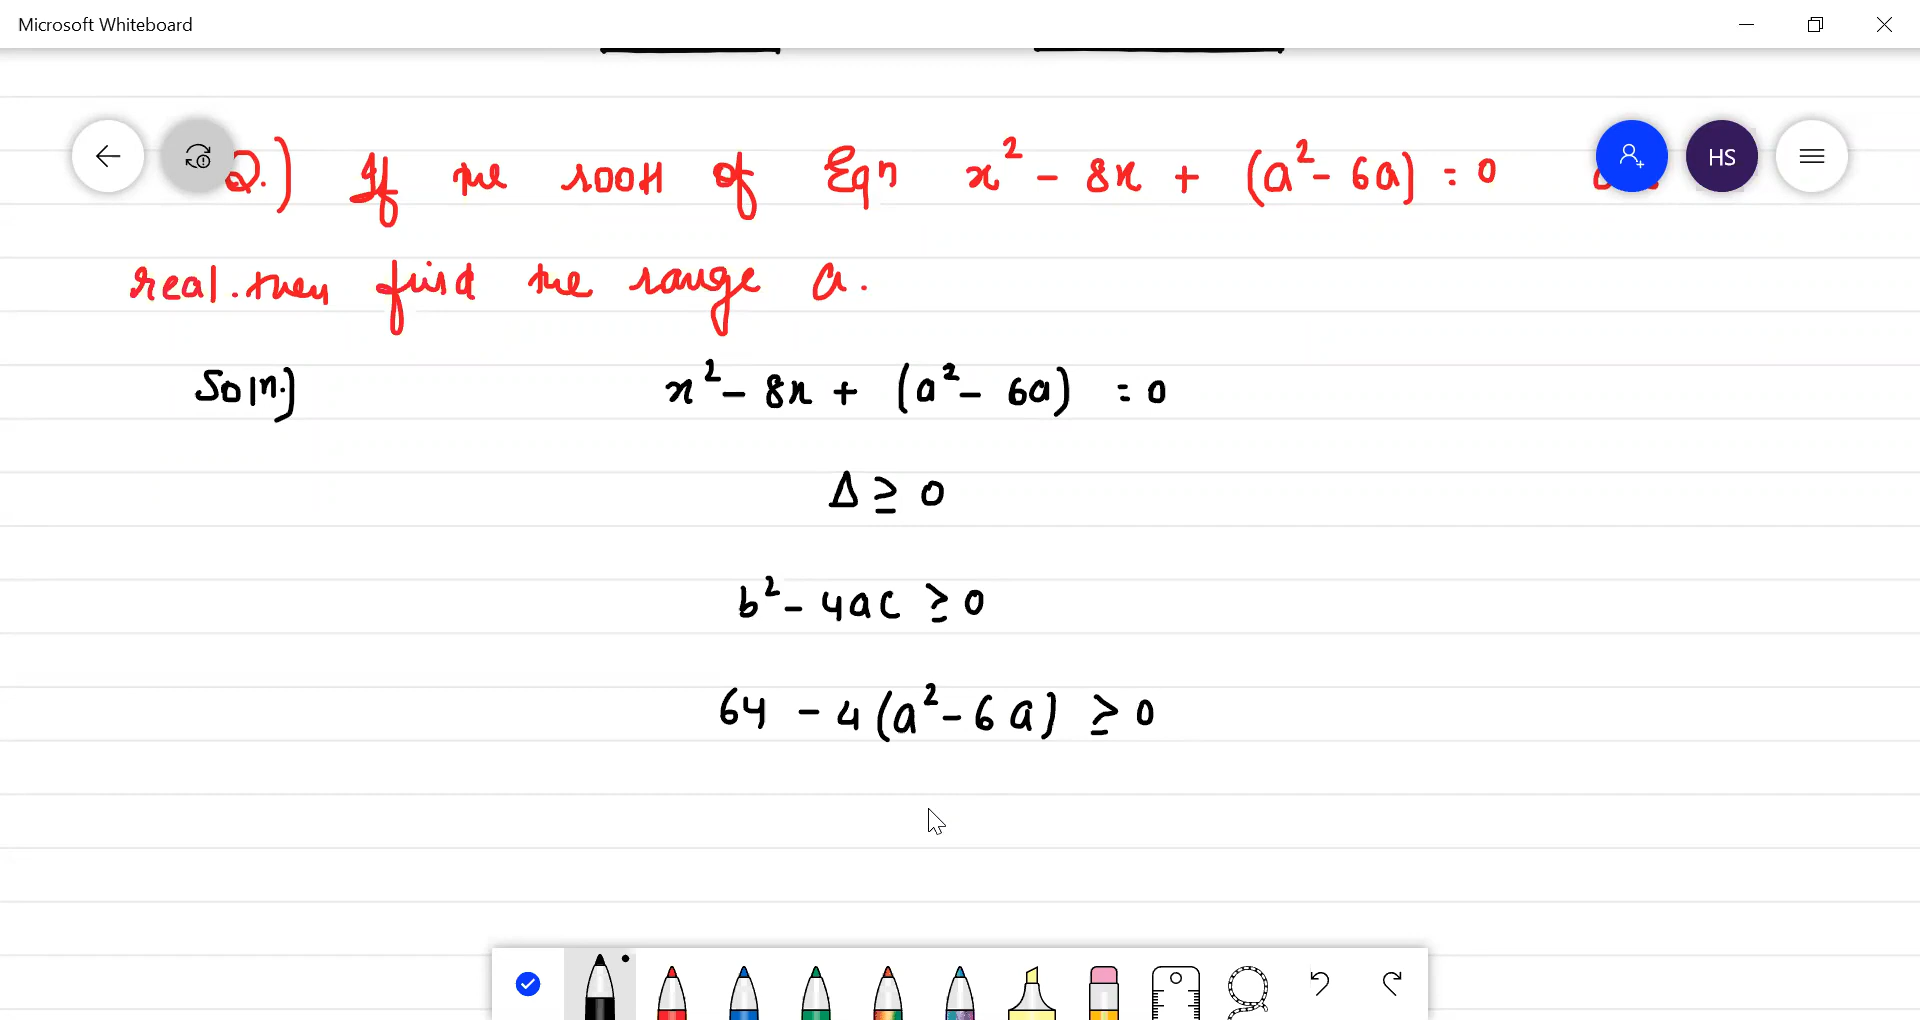 Microsoft Whiteboard
HS
Q.) If the roots of Eqn x² - 8x + (a² - 6a) = 0
real. then find the range a.
Soln.) x² - 8x + (a² - 6a) = 0
Δ ≥ 0
b² - 4ac ≥ 0
64 - 4(a² - 6a) ≥ 0